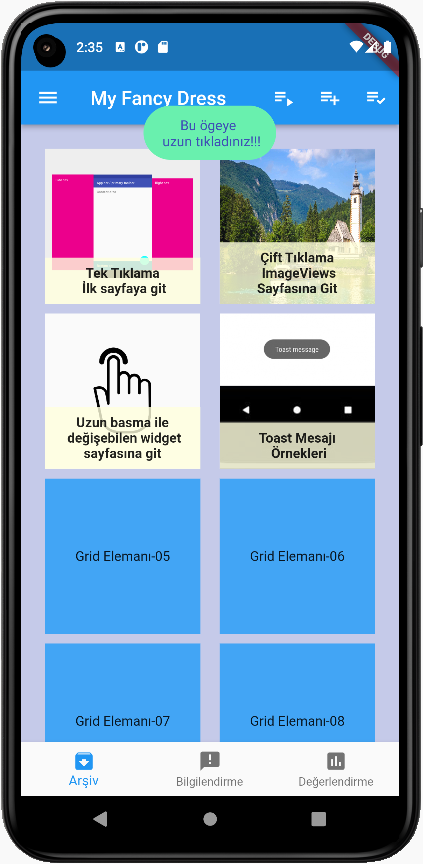 2:35
DEBUG
My Fancy Dress
Bu ögeye
uzun tıkladınız!!!
Tek Tıklama
İlk sayfaya git
Çift Tıklama
ImageViews
Sayfasına Git
Toast message
Uzun basma ile
değişebilen widget
sayfasına git
Toast Mesajı
Örnekleri
Grid Elemanı-05
Grid Elemanı-06
Grid Elemanı-07
Grid Elemanı-08
Arşiv
Bilgilendirme
Değerlendirme